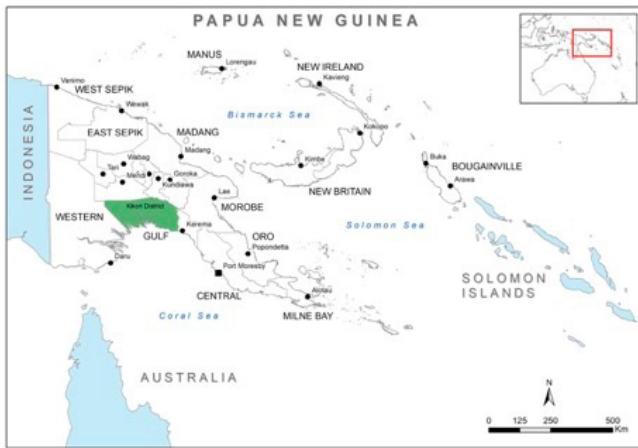 PAPUA NEW GUINEA
MANUS
Lorengau
NEW IRELAND
Kavieng
Vanimo
WEST SEPIK
Wewak
Bismarck Sea
EAST SEPIK
MADANG
Madang
Kokopo
INDONESIA
Wabag
Tari
Mendi
Goroka
Kundiawa
Kimbe
NEW BRITAIN
Buka
BOUGAINVILLE
Arawa
Lae
MOROBE
WESTERN
Kikori District
GULF
Kerema
Solomon Sea
ORO
Popondetta
Daru
Port Moresby
SOLOMON
ISLANDS
CENTRAL
Alotau
MILNE BAY
Coral Sea
AUSTRALIA
N
0 125 250 500
Km